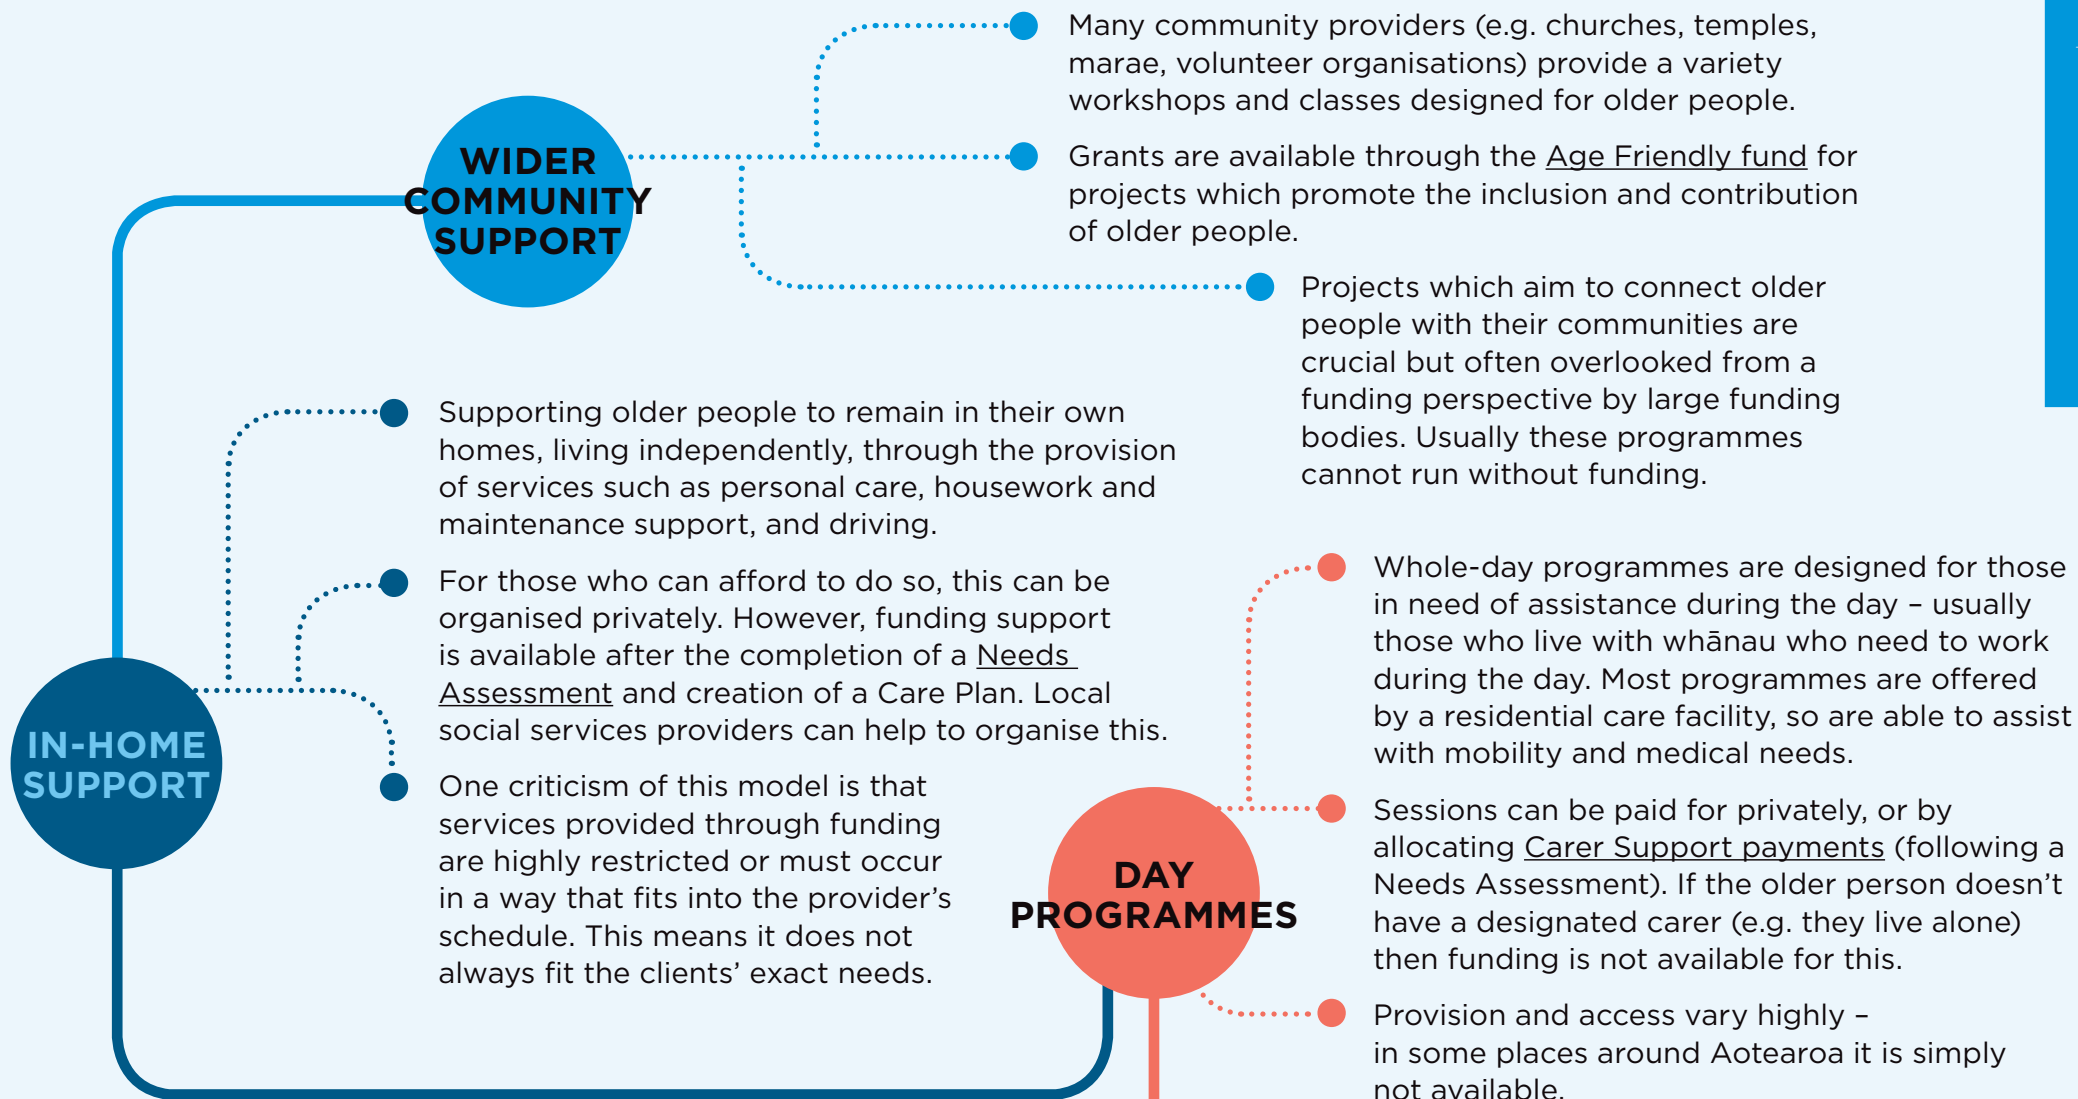 WIDER
COMMUNITY
SUPPORT
Many community providers (e.g. churches, temples,
marae, volunteer organisations) provide a variety
workshops and classes designed for older people.
Grants are available through the Age Friendly fund for
projects which promote the inclusion and contribution
of older people.
Projects which aim to connect older
people with their communities are
crucial but often overlooked from a
funding perspective by large funding
bodies. Usually these programmes
cannot run without funding.
IN-HOME
SUPPORT
Supporting older people to remain in their own
homes, living independently, through the provision
of services such as personal care, housework and
maintenance support, and driving.
For those who can afford to do so, this can be
organised privately. However, funding support
is available after the completion of a Needs
Assessment and creation of a Care Plan. Local
social services providers can help to organise this.
One criticism of this model is that
services provided through funding
are highly restricted or must occur
in a way that fits into the provider’s
schedule. This means it does not
always fit the clients’ exact needs.
DAY
PROGRAMMES
Whole-day programmes are designed for those
in need of assistance during the day – usually
those who live with whānau who need to work
during the day. Most programmes are offered
by a residential care facility, so are able to assist
with mobility and medical needs.
Sessions can be paid for privately, or by
allocating Carer Support payments (following a
Needs Assessment). If the older person doesn’t
have a designated carer (e.g. they live alone)
then funding is not available for this.
Provision and access vary highly –
in some places around Aotearoa it is simply
not available.